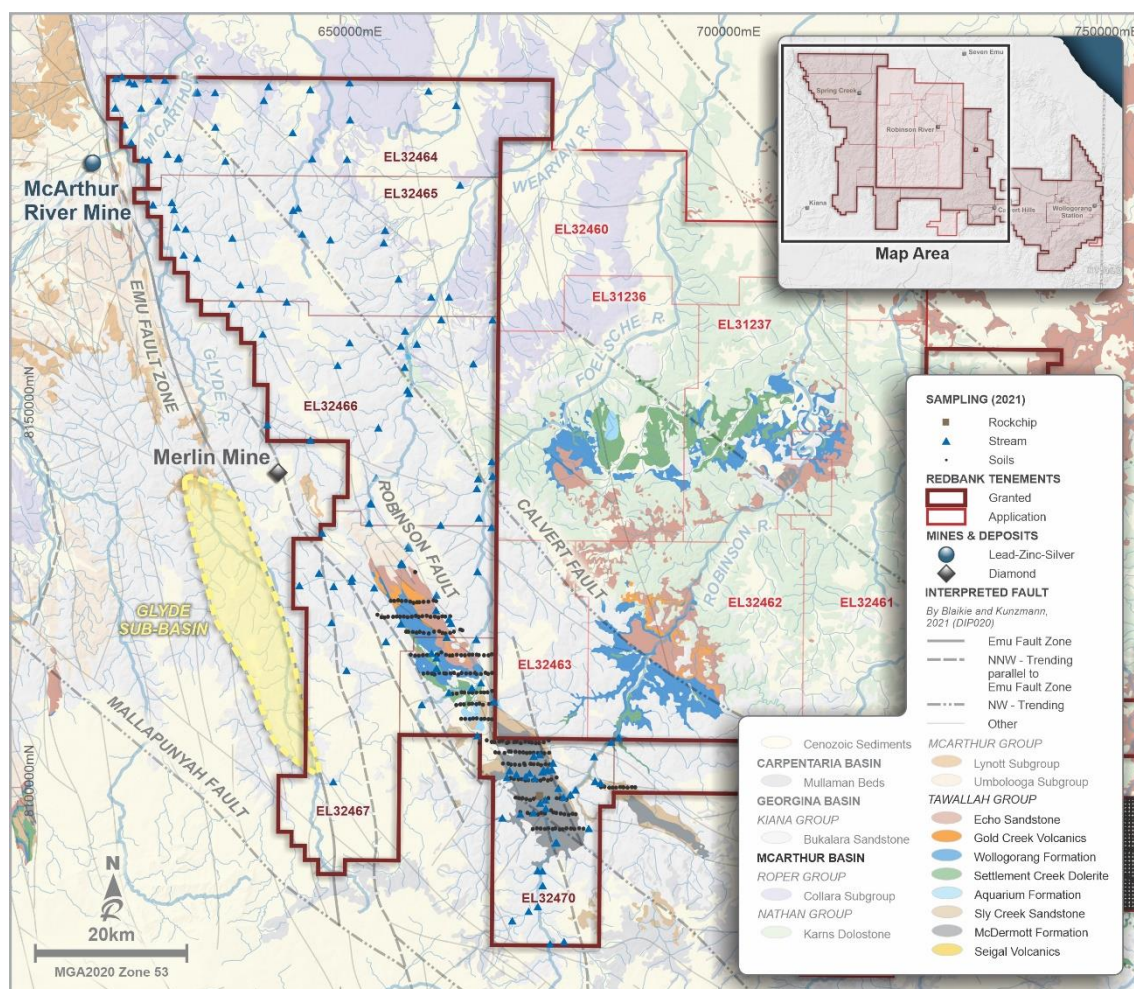 650000mE
700000mE
750000mE
8150000mN
8100000mN
MCARTHUR R.
McArthur
River Mine
EMU FAULT ZONE
GLYDE R.
Merlin Mine
GLYDE
SUB-BASIN
MALLAPUNYAH FAULT
ROBINSON FAULT
CALVERT FAULT
WEARYAN R.
FOELSCHE R.
ROBINSON R.
EL32464
EL32465
EL32460
EL31236
EL31237
EL32466
EL32462
EL32461
EL32463
EL32467
EL32470
N
20km
MGA2020 Zone 53
Seven Emu
Spring Creek
Robinson River
Kiana
Wollogorang
Station
Map Area
SAMPLING (2021)
Rockchip
Stream
Soils
REDBANK TENEMENTS
Granted
Application
MINES & DEPOSITS
Lead-Zinc-Silver
Diamond
INTERPRETED FAULT
By Blaikie and Kunzmann,
2021 (DIP020)
Emu Fault Zone
NNW - Trending
parallel to
Emu Fault Zone
NW - Trending
Other
Cenozoic Sediments
CARPENTARIA BASIN
Mullaman Beds
GEORGINA BASIN
KIANA GROUP
Bukalara Sandstone
MCARTHUR BASIN
ROPER GROUP
Collara Subgroup
NATHAN GROUP
Karns Dolostone
MCARTHUR GROUP
Lynott Subgroup
Umbolooga Subgroup
TAWALLAH GROUP
Echo Sandstone
Gold Creek Volcanics
Wollogorang Formation
Settlement Creek Dolerite
Aquarium Formation
Sly Creek Sandstone
McDermott Formation
Seigal Volcanics